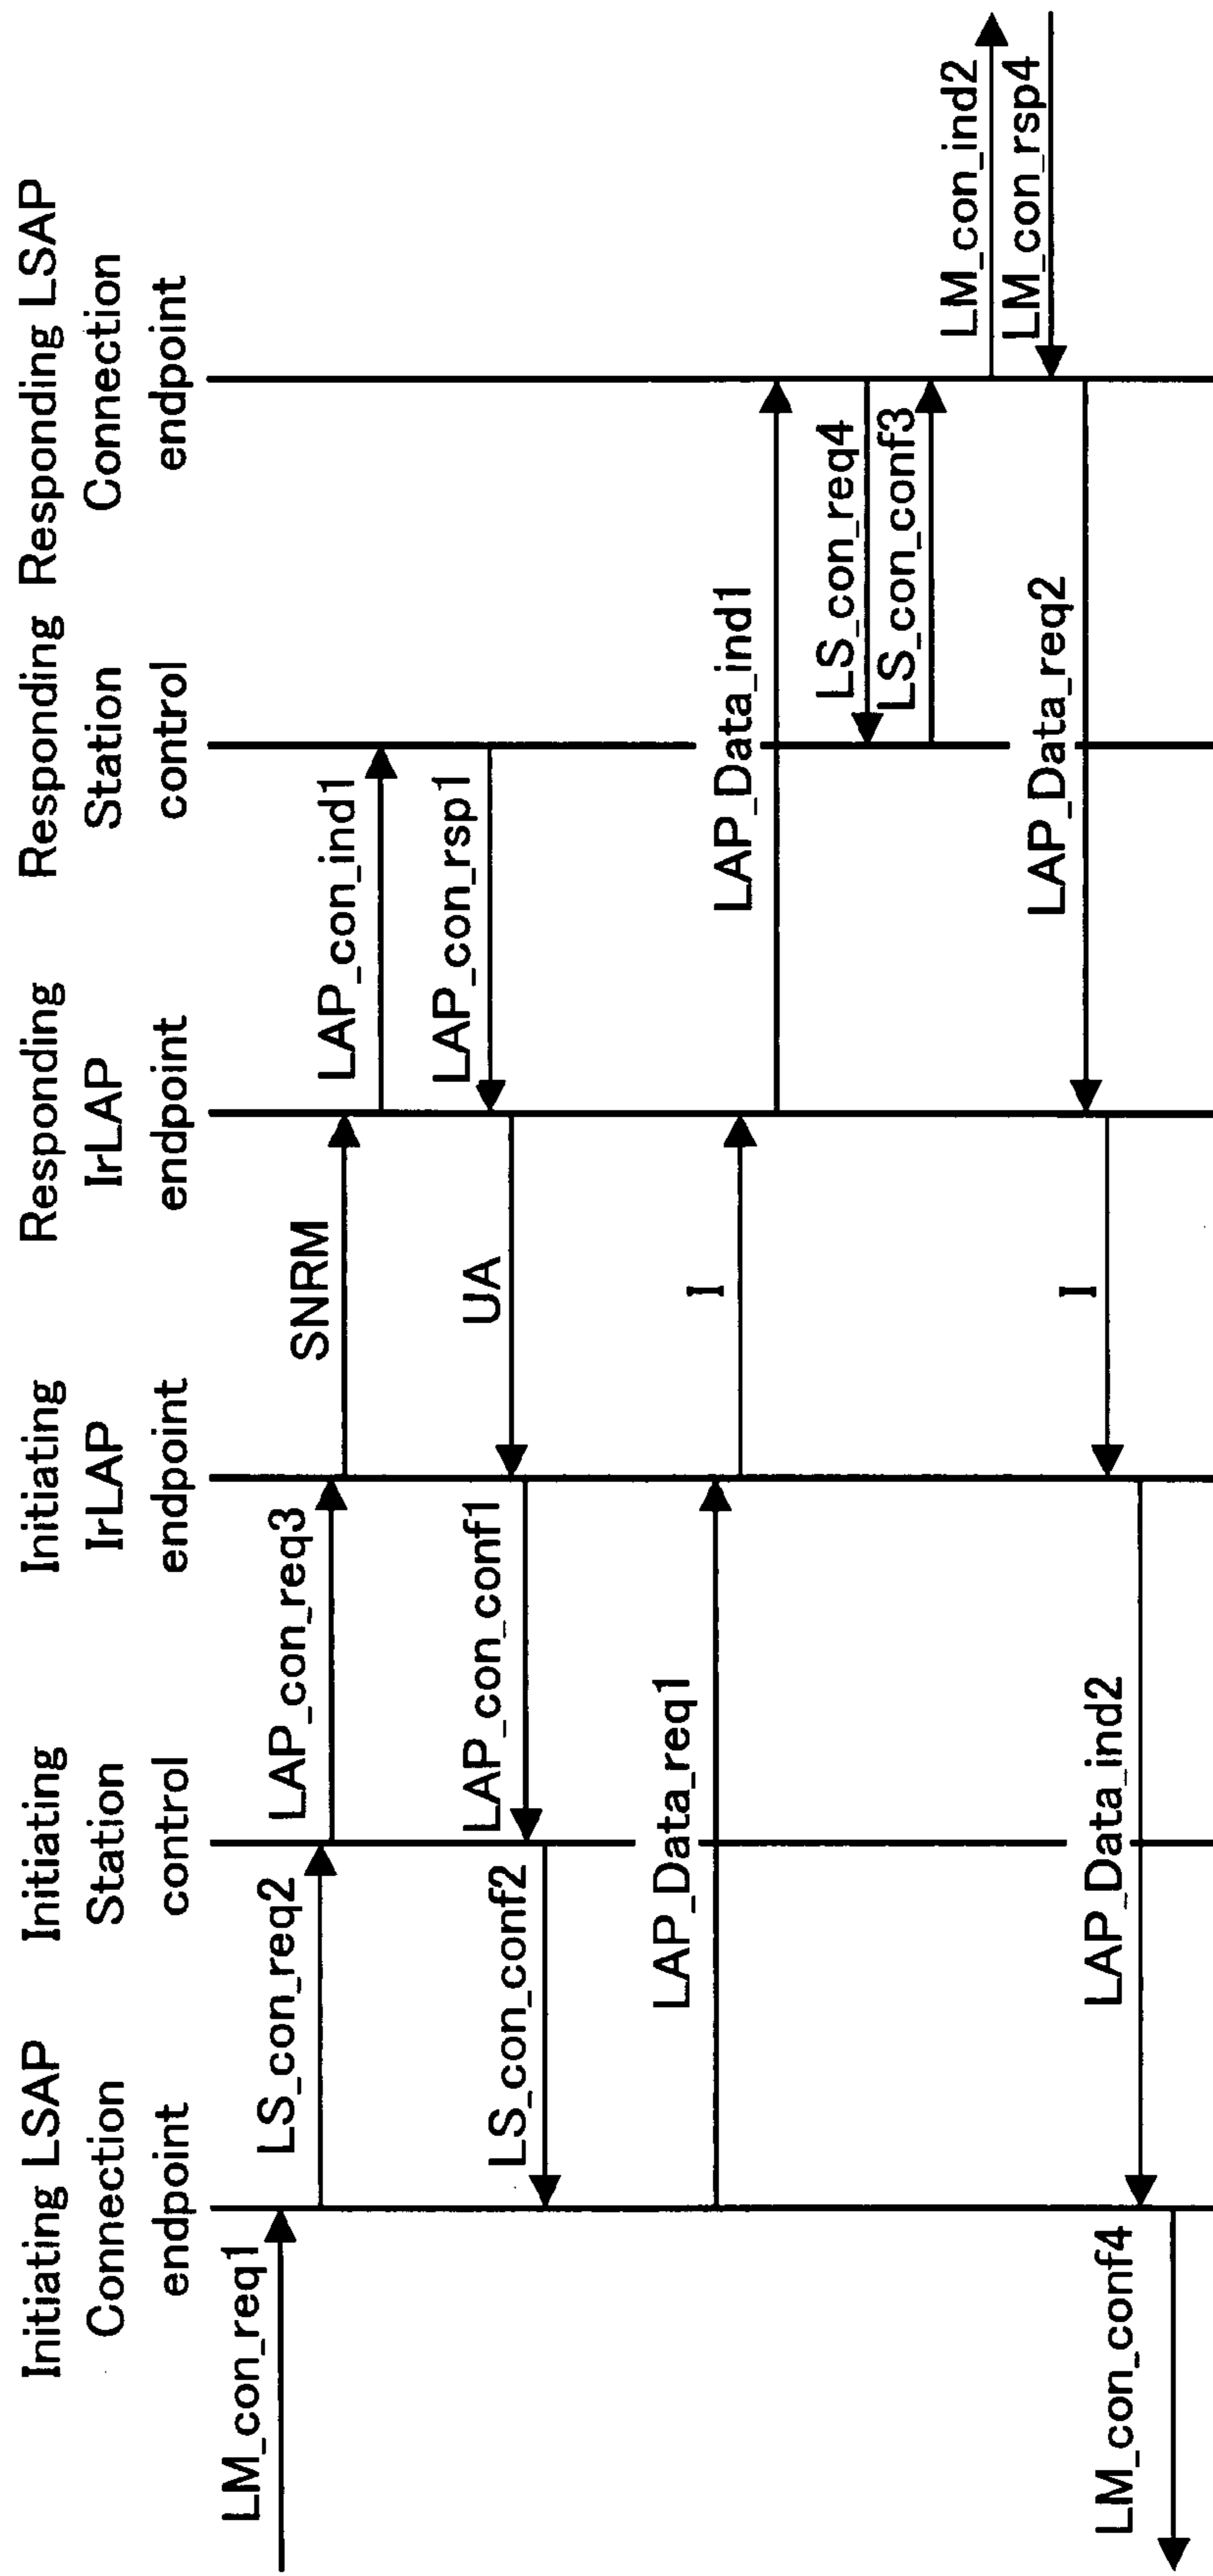 Initiating LSAP
Connection
endpoint
Initiating
Station
control
Initiating
IrLAP
endpoint
Responding
IrLAP
endpoint
Responding
Station
control
Responding LSAP
Connection
endpoint
LM_con_req1
LS_con_req2
LAP_con_req3
SNRM
LAP_con_ind1
LAP_con_rsp1
UA
LAP_con_conf1
LS_con_conf2
LAP_Data_req1
I
LAP_Data_ind1
LS_con_req4
LS_con_conf3
LM_con_ind2
LM_con_rsp4
LAP_Data_req2
I
LAP_Data_ind2
LM_con_conf4